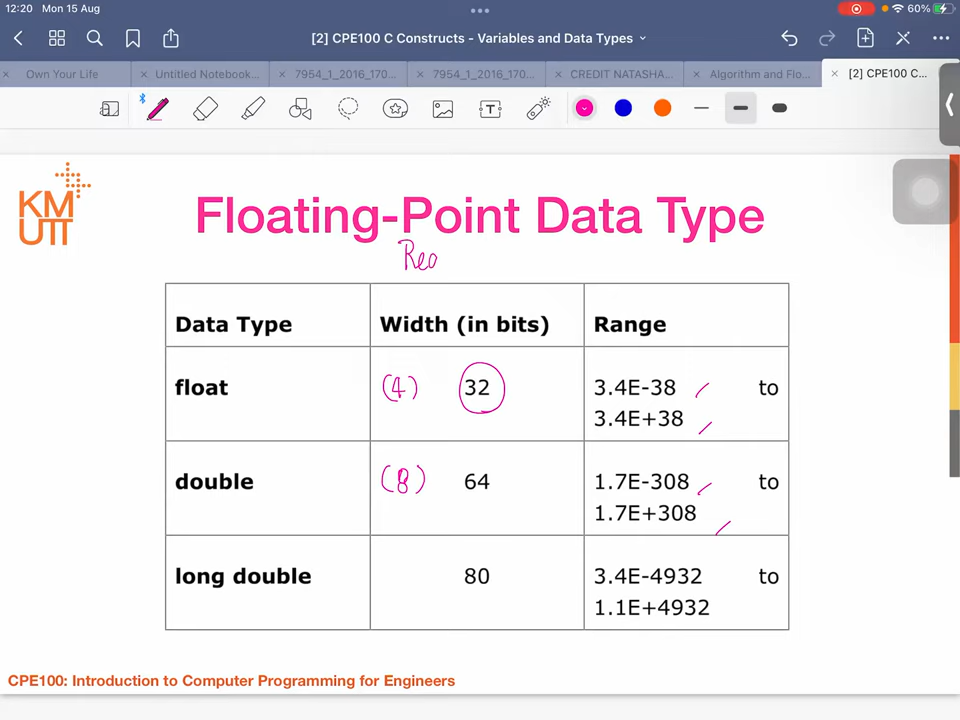 12:20 Mon 15 Aug
60%
[2] CPE100 C Constructs - Variables and Data Types
Own Your Life
Untitled Notebook...
7954_1_2016_170...
7954_1_2016_170...
CREDIT NATASHA...
Algorithm and Flo...
[2] CPE100 C...
KM
UTT
Floating-Point Data Type
Rea
Data Type Width (in bits) Range
float (4) 32 3.4E-38 to
3.4E+38
double (8) 64 1.7E-308 to
1.7E+308
long double 80 3.4E-4932 to
1.1E+4932
CPE100: Introduction to Computer Programming for Engineers